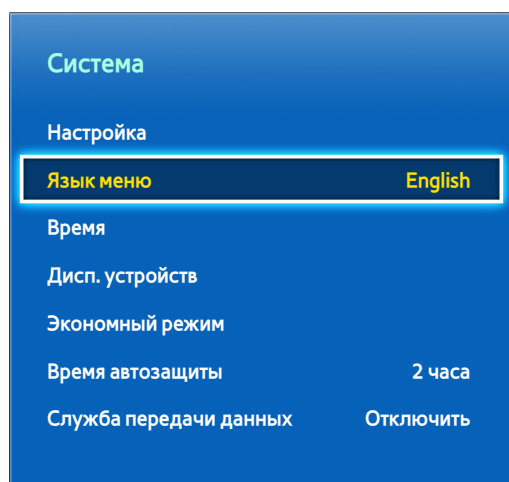 Система
Настройка
Язык меню English
Время
Дисп. устройств
Экономный режим
Время автозащиты 2 часа
Служба передачи данных Отключить